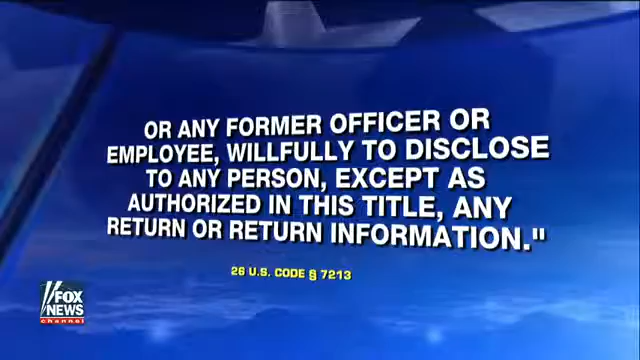 OR ANY FORMER OFFICER OR
EMPLOYEE, WILLFULLY TO DISCLOSE
TO ANY PERSON, EXCEPT AS
AUTHORIZED IN THIS TITLE, ANY
RETURN OR RETURN INFORMATION."
26 U.S. CODE § 7213
FOX
NEWS
channel